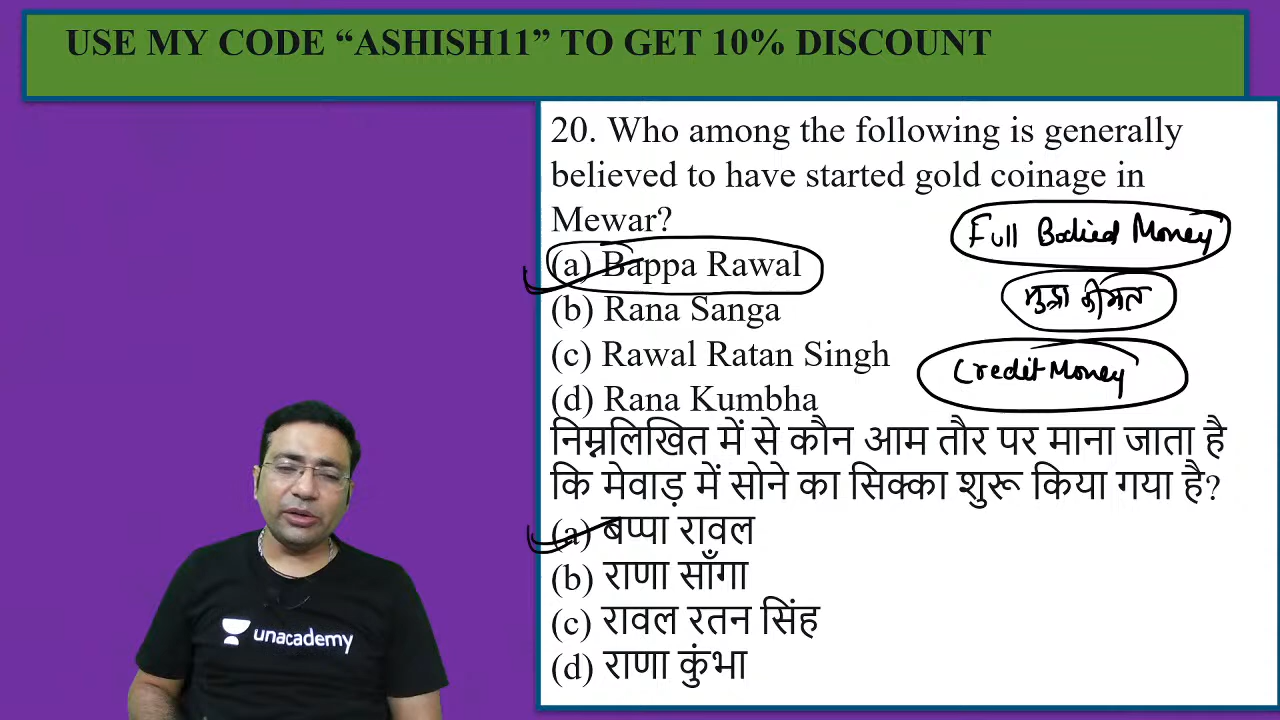 USE MY CODE “ASHISH11” TO GET 10% DISCOUNT
20. Who among the following is generally
believed to have started gold coinage in
Mewar?
(a) Bappa Rawal
(b) Rana Sanga
(c) Rawal Ratan Singh
(d) Rana Kumbha
Full Bodied Money
मुद्रा कीमत
Credit Money
निम्नलिखित में से कौन आम तौर पर माना जाता है
कि मेवाड़ में सोने का सिक्का शुरू किया गया है?
(a) बप्पा रावल
(b) राणा साँगा
(c) रावल रतन सिंह
(d) राणा कुंभा
unacademy